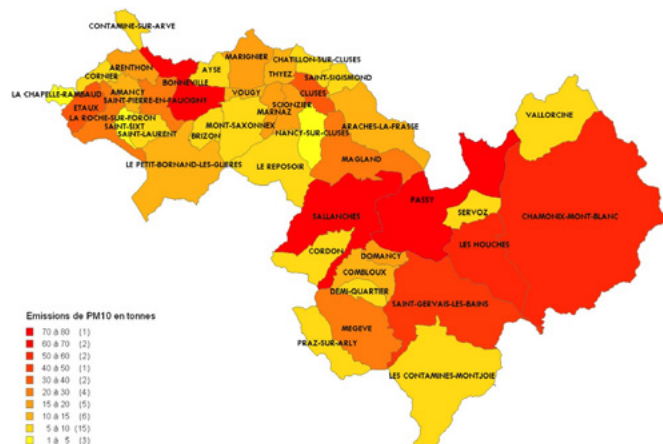 CONTAMINE-SUR-ARVE
MARIGNIER
CHATILLON-SUR-CLUSES
ARENTHON
AYSE
THYEZ
SAINT-SIGISMOND
CORNIER
BONNEVILLE
LA CHAPELLE-RAMBAUD
AMANCY
VOUGY
CLUSES
ETAUX
SAINT-PIERRE-EN-FAUCIGNY
SCIONZIER
MARNAZ
LA ROCHE-SUR-FORON
SAINT-SIXT
MONT-SAXONNEX
ARACHES-LA-FRASSE
SAINT-LAURENT
BRIZON
NANCY-SUR-CLUSES
VALLORCINE
LE PETIT-BORNAND-LES-GLIERES
LE REPOSOIR
MAGLAND
PASSY
SERVOZ
SALLANCHES
CHAMONIX-MONT-BLANC
LES HOUCHES
CORDON
DOMANCY
COMBLOUX
DEMI-QUARTIER
SAINT-GERVAIS-LES-BAINS
MEGEVE
PRAZ-SUR-ARLY
LES CONTAMINES-MONTJOIE
Emissions de PM10 en tonnes
70 à 80 (1)
60 à 70 (2)
50 à 60 (2)
40 à 50 (1)
30 à 40 (2)
20 à 30 (4)
15 à 20 (5)
10 à 15 (6)
5 à 10 (15)
1 à 5 (3)